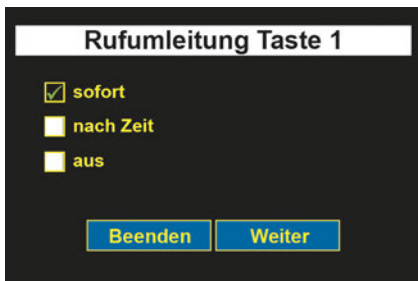 Rufumleitung Taste 1
sofort
nach Zeit
aus
Beenden Weiter